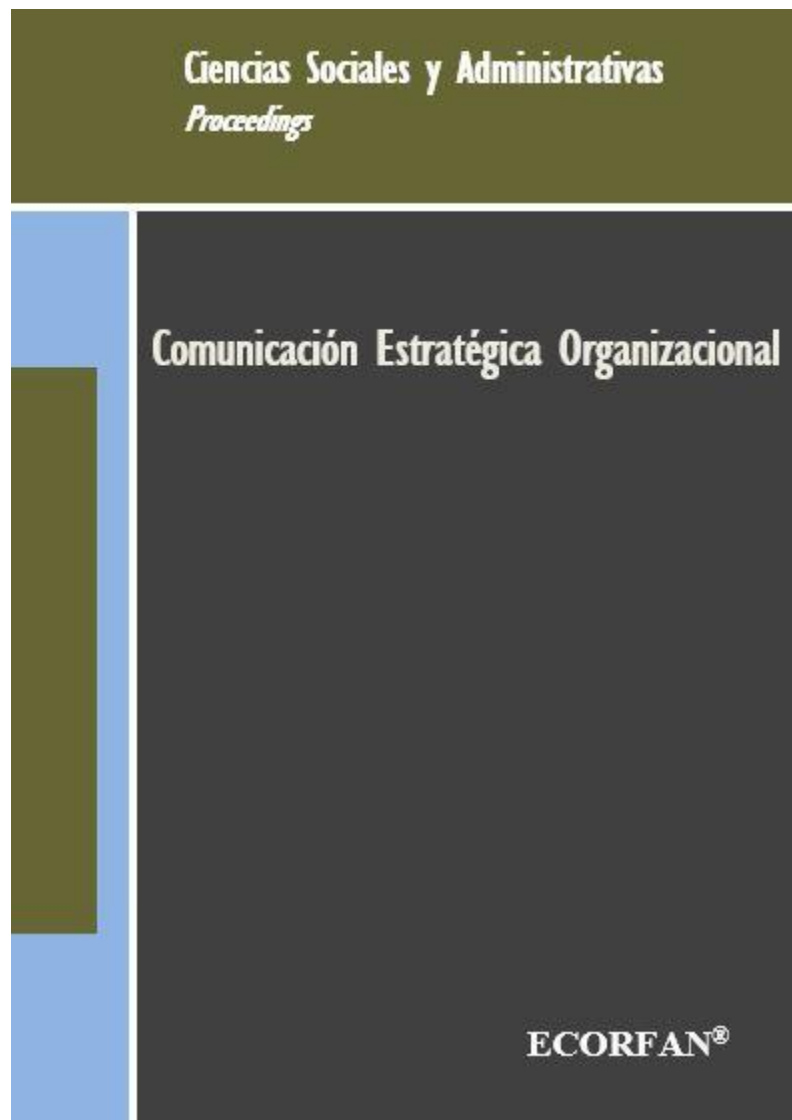 Ciencias Sociales y Administrativas
Proceedings
Comunicación Estratégica Organizacional
ECORFAN®